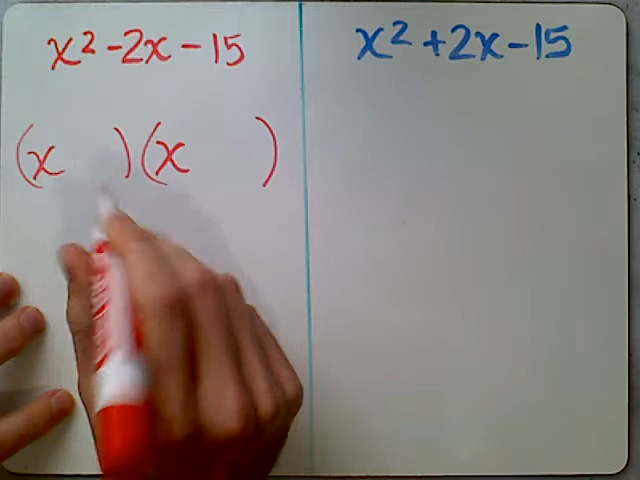 x² - 2x - 15
(x   )(x   )
x² + 2x - 15